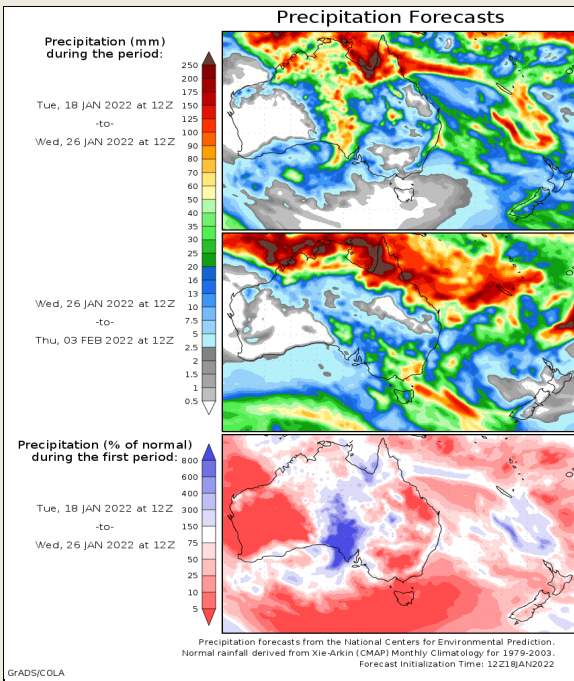 Precipitation Forecasts
Precipitation (mm)
during the period:
Tue, 18 JAN 2022 at 12Z
-to-
Wed, 26 JAN 2022 at 12Z
250
200
175
150
125
100
90
80
70
60
50
40
35
30
25
20
16
13
10
7.5
5
2.5
2
1.5
1
0.5
Wed, 26 JAN 2022 at 12Z
-to-
Thu, 03 FEB 2022 at 12Z
Precipitation (% of normal)
during the first period:
Tue, 18 JAN 2022 at 12Z
-to-
Wed, 26 JAN 2022 at 12Z
800
600
400
300
150
75
50
25
10
5
Precipitation forecasts from the National Centers for Environmental Prediction.
Normal rainfall derived from Xie-Arkin (CMAP) Monthly Climatology for 1979-2003.
Forecast Initialization Time: 12Z18JAN2022
GrADS/COLA